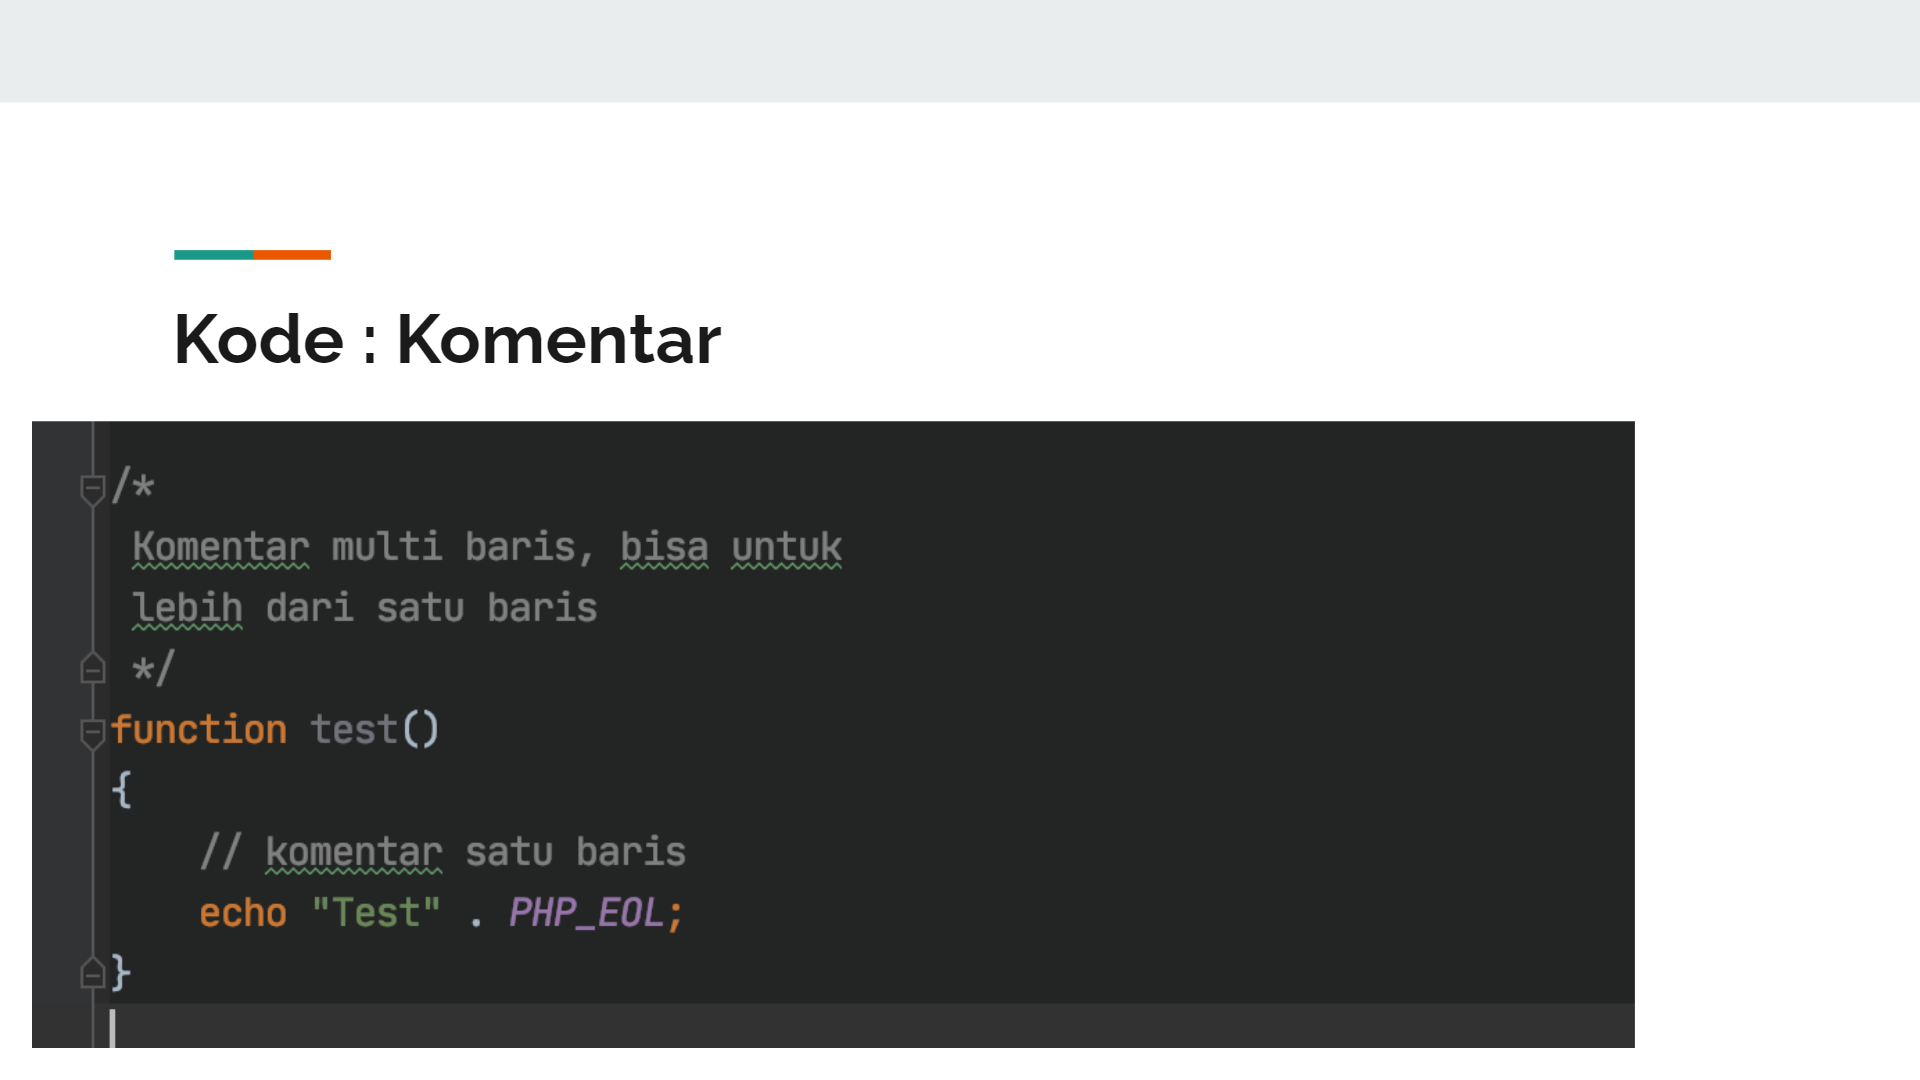 Kode : Komentar
/*
Komentar multi baris, bisa untuk
lebih dari satu baris
*/
function test()
{
// komentar satu baris
echo "Test" . PHP_EOL;
}